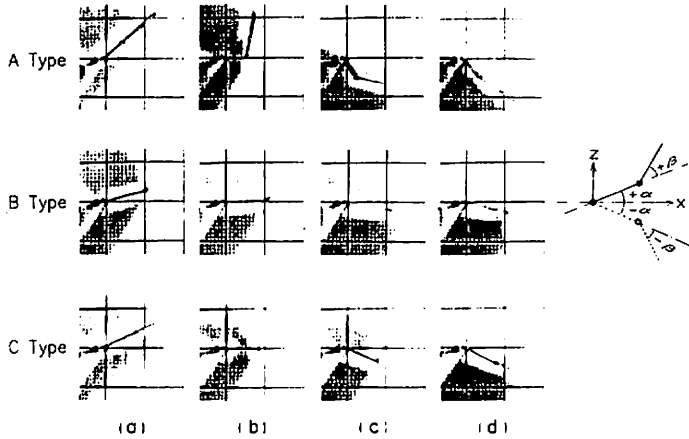 A Type
B Type
Z
+β
+α
-α
X
-β
C Type
(a) (b) (c) (d)